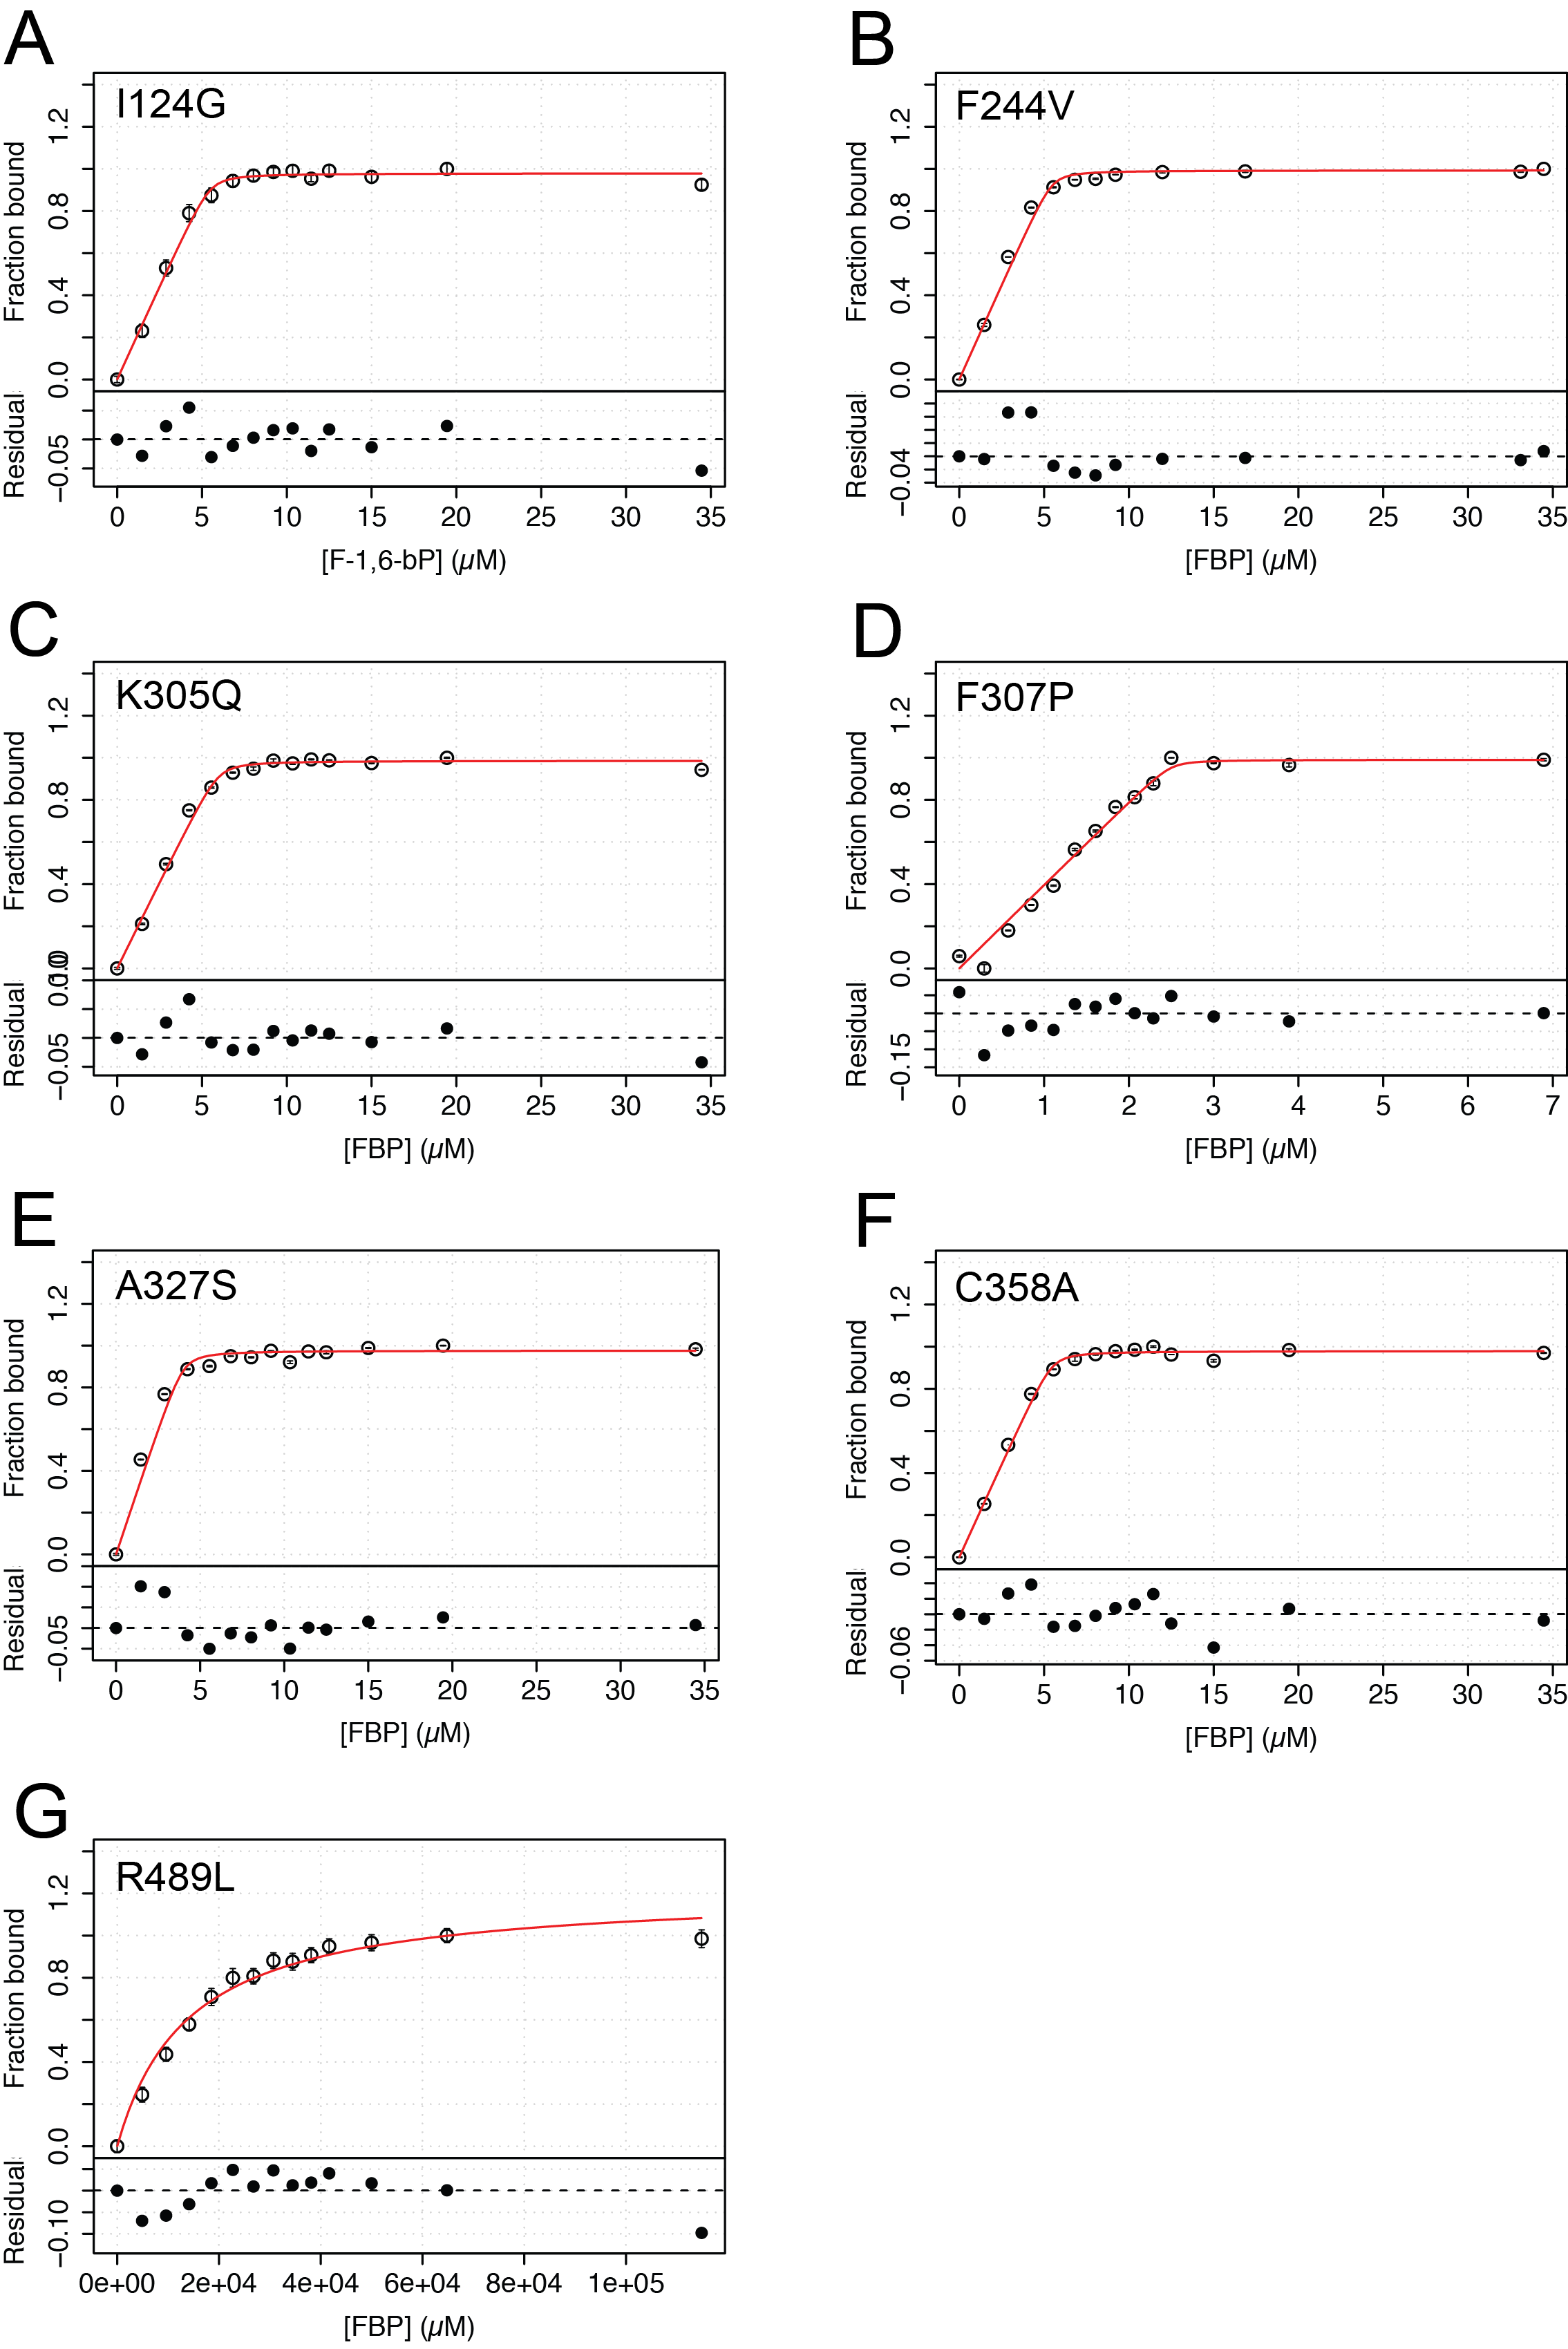 A
I124G
Fraction bound
0.0 0.4 0.8 1.2
Residual
−0.05
0 5 10 15 20 25 30 35
[F-1,6-bP] (µM)
B
F244V
Fraction bound
0.0 0.4 0.8 1.2
Residual
−0.04
0 5 10 15 20 25 30 35
[FBP] (µM)
C
K305Q
Fraction bound
0.0 0.4 0.8 1.2
Residual
−0.05
0 5 10 15 20 25 30 35
[FBP] (µM)
D
F307P
Fraction bound
0.0 0.4 0.8 1.2
Residual
−0.15
0 1 2 3 4 5 6 7
[FBP] (µM)
E
A327S
Fraction bound
0.0 0.4 0.8 1.2
Residual
−0.05
0 5 10 15 20 25 30 35
[FBP] (µM)
F
C358A
Fraction bound
0.0 0.4 0.8 1.2
Residual
−0.06
0 5 10 15 20 25 30 35
[FBP] (µM)
G
R489L
Fraction bound
0.0 0.4 0.8 1.2
Residual
−0.10
0e+00 2e+04 4e+04 6e+04 8e+04 1e+05
[FBP] (µM)